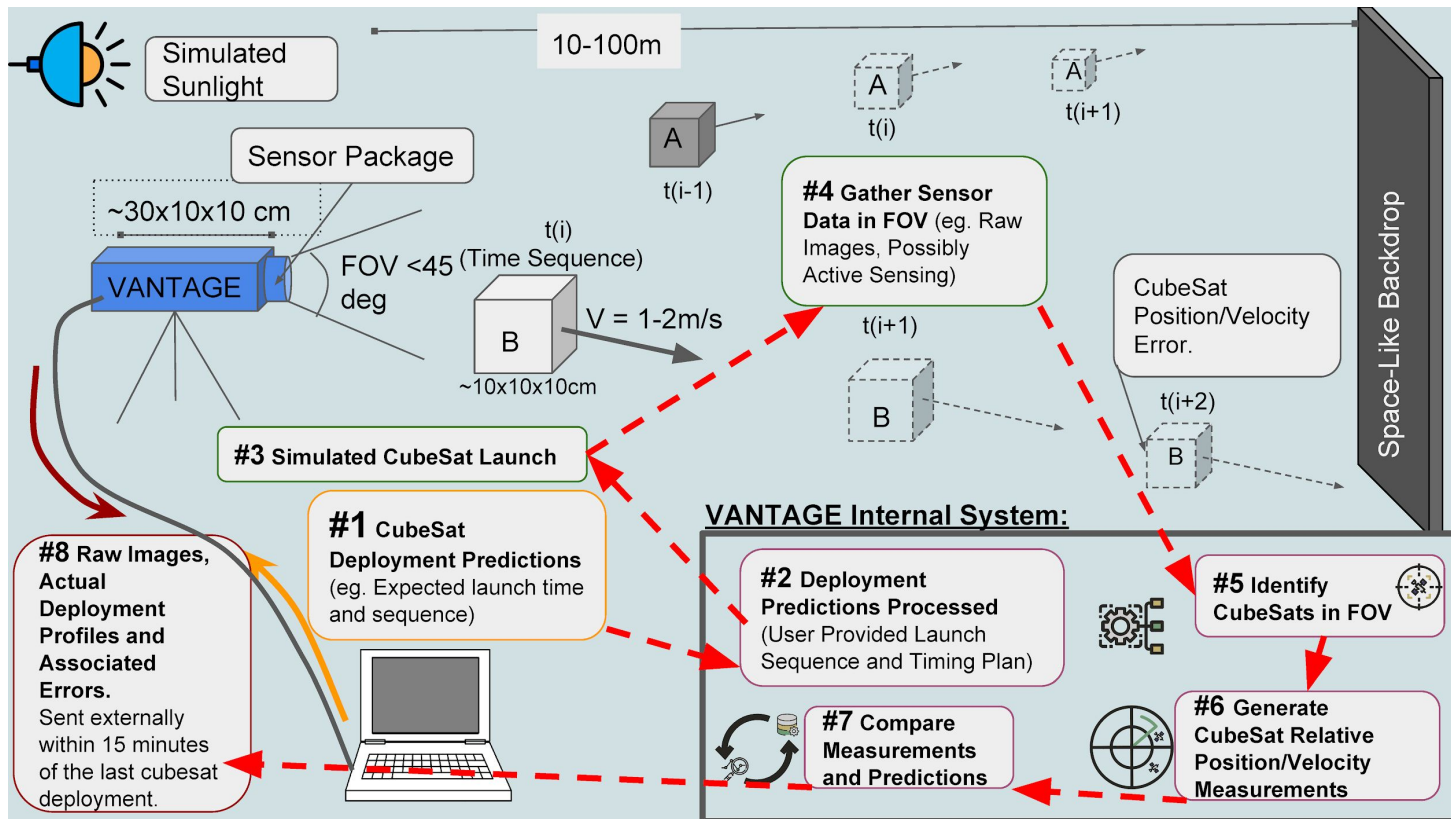 Simulated
Sunlight
10-100m
A
t(i-1)
A
t(i)
A
t(i+1)
Sensor Package
~30x10x10 cm
VANTAGE
FOV <45
deg
t(i)
(Time Sequence)
B
~10x10x10cm
V = 1-2m/s
#4 Gather Sensor
Data in FOV (eg. Raw
Images, Possibly
Active Sensing)
t(i+1)
B
CubeSat
Position/Velocity
Error.
t(i+2)
B
Space-Like Backdrop
#3 Simulated CubeSat Launch
#1 CubeSat
Deployment Predictions
(eg. Expected launch time
and sequence)
VANTAGE Internal System:
#2 Deployment
Predictions Processed
(User Provided Launch
Sequence and Timing Plan)
#5 Identify
CubeSats in FOV
#6 Generate
CubeSat Relative
Position/Velocity
Measurements
#7 Compare
Measurements
and Predictions
#8 Raw Images,
Actual
Deployment
Profiles and
Associated
Errors.
Sent externally
within 15 minutes
of the last cubesat
deployment.